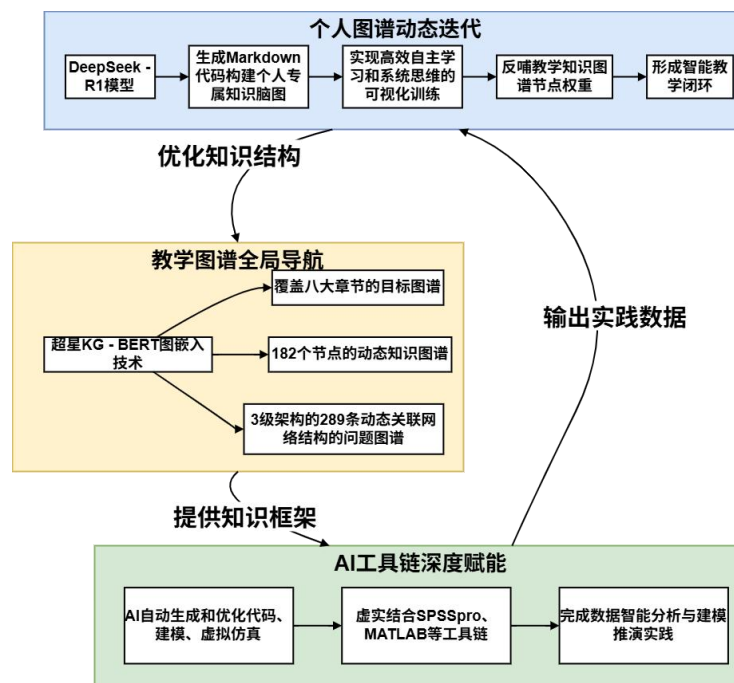 个人图谱动态迭代
DeepSeek -
R1模型
生成Markdown
代码构建个人专
属知识脑图
实现高效自主学
习和系统思维的
可视化训练
反哺教学知识图
谱节点权重
形成智能教
学闭环
优化知识结构
教学图谱全局导航
超星KG - BERT图嵌入
技术
覆盖八大章节的目标图谱
182个节点的动态知识图谱
3级架构的289条动态关联网
络结构的问题图谱
输出实践数据
提供知识框架
AI工具链深度赋能
AI自动生成和优化代码、
建模、虚拟仿真
虚实结合SPSSpro、
MATLAB等工具链
完成数据智能分析与建模
推演实践